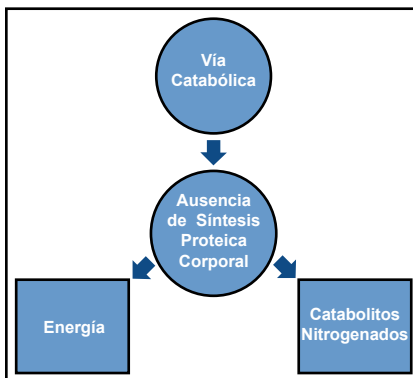 Vía
Catabólica
Ausencia
de Síntesis
Proteica
Corporal
Energía
Catabolitos
Nitrogenados